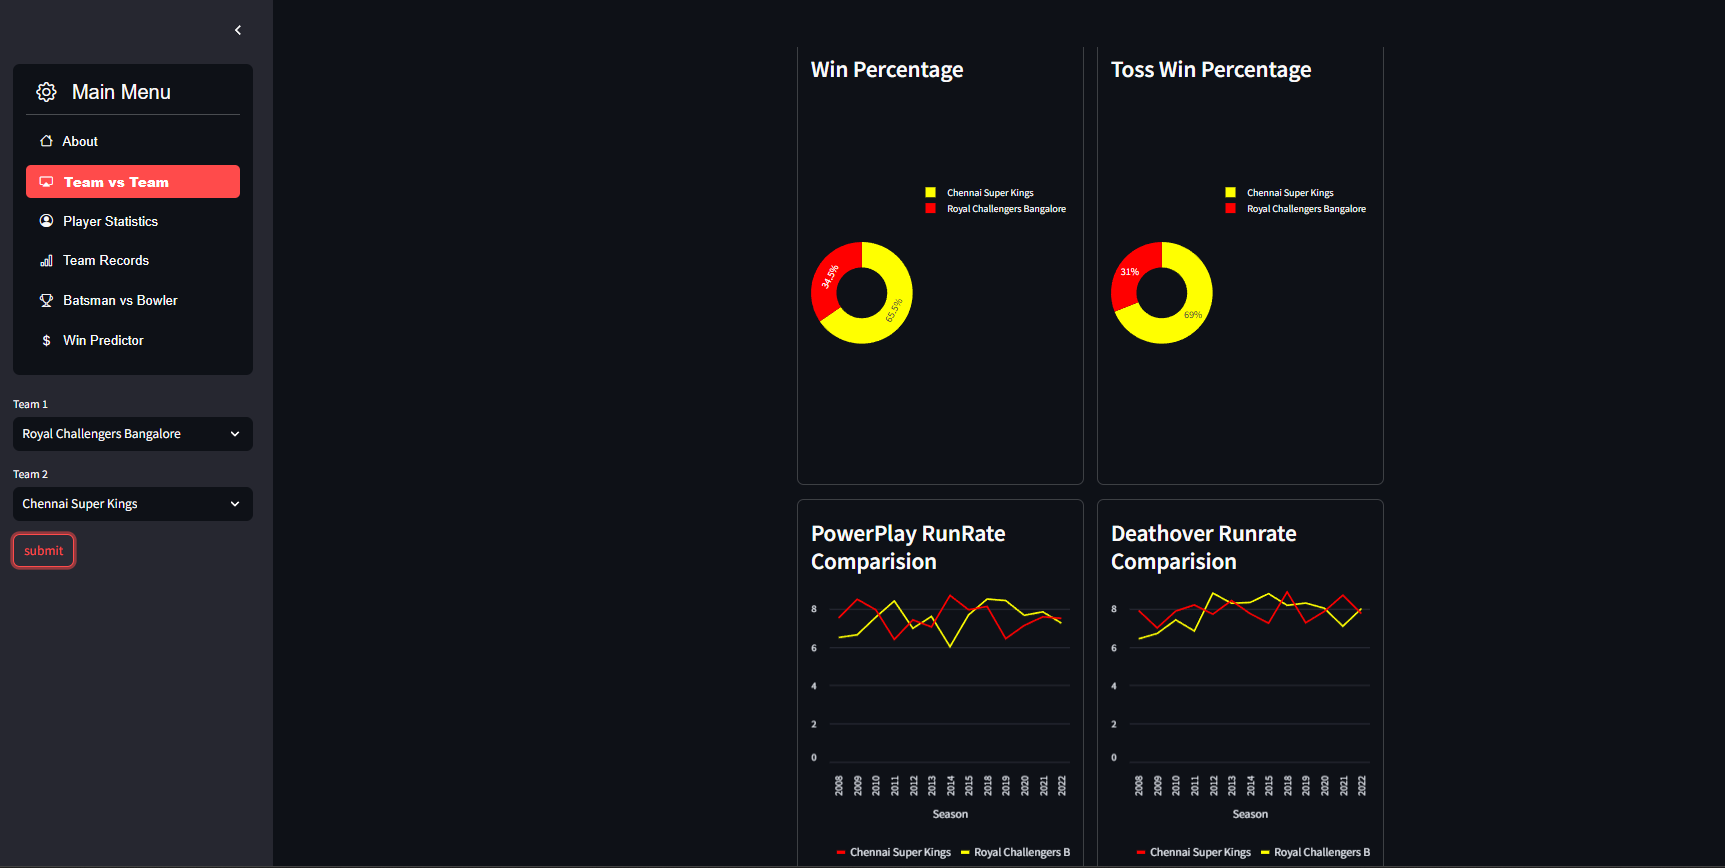 Main Menu
About
Team vs Team
Player Statistics
Team Records
Batsman vs Bowler
$ Win Predictor
Team 1
Royal Challengers Bangalore
Team 2
Chennai Super Kings
submit
Win Percentage
Chennai Super Kings
Royal Challengers Bangalore
34.5%
65.5%
Toss Win Percentage
Chennai Super Kings
Royal Challengers Bangalore
31%
69%
PowerPlay RunRate
Comparision
8
6
4
2
0
2008 2009 2010 2011 2012 2013 2014 2015 2018 2019 2020 2021 2022
Season
Chennai Super Kings Royal Challengers B
Deathover Runrate
Comparision
8
6
4
2
0
2008 2009 2010 2011 2012 2013 2014 2015 2018 2019 2020 2021 2022
Season
Chennai Super Kings Royal Challengers B